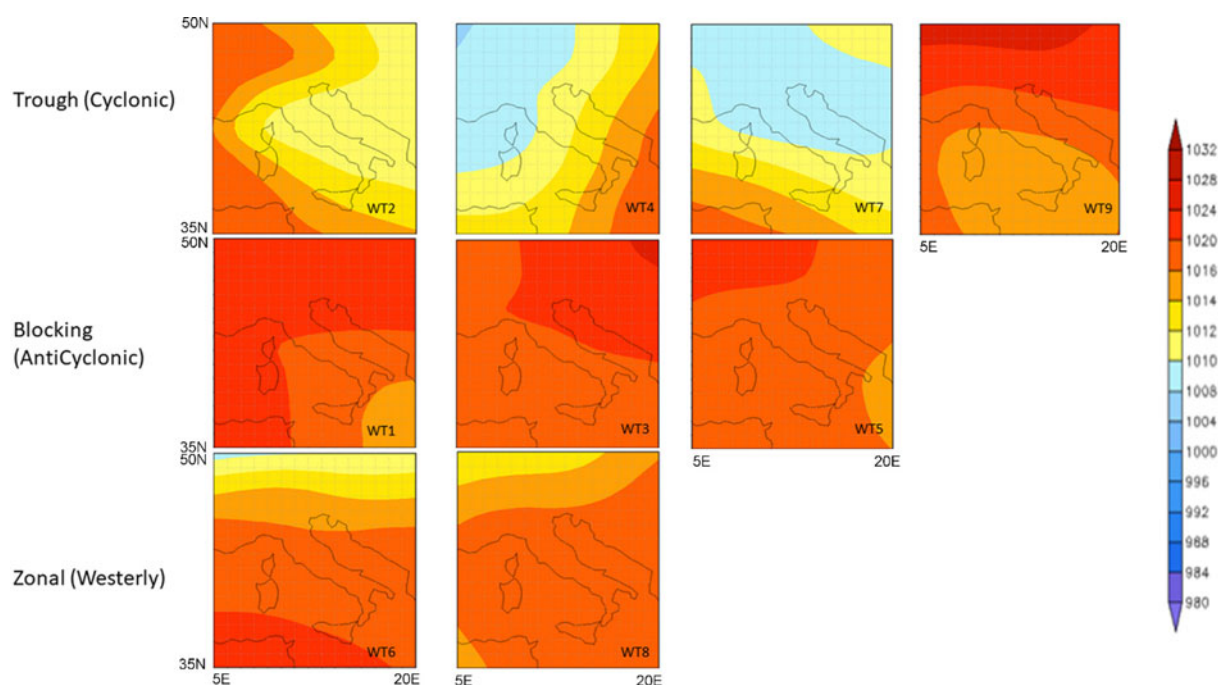 50N
Trough (Cyclonic)
WT2
WT4
WT7
WT9
35N
5E
20E
50N
Blocking
(AntiCyclonic)
WT1
WT3
WT5
35N
5E
20E
50N
Zonal (Westerly)
WT6
WT8
35N
5E
20E
5E
20E
1032
1028
1024
1020
1016
1014
1012
1010
1008
1004
1000
996
992
988
984
980